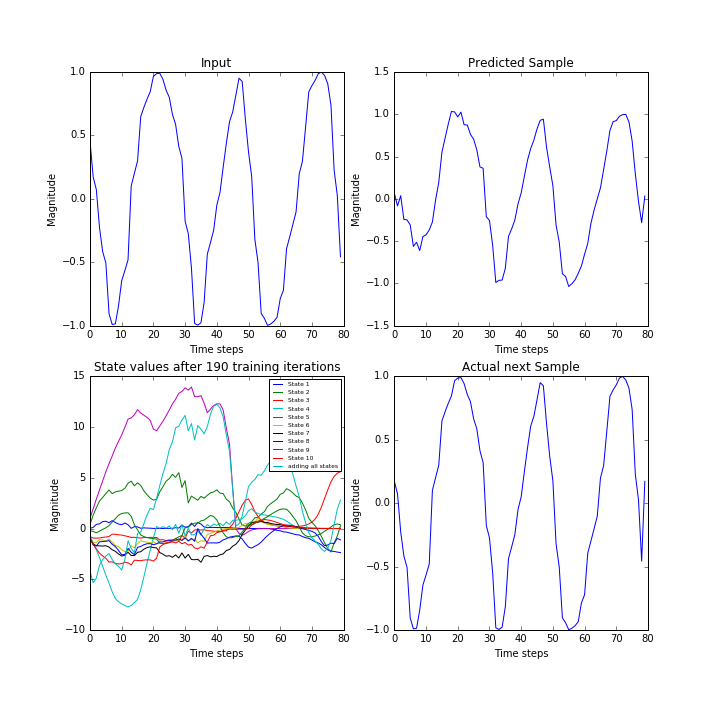 Input
Magnitude
1.0
0.5
0.0
−0.5
−1.0
0 10 20 30 40 50 60 70 80
Time steps
Predicted Sample
Magnitude
1.5
1.0
0.5
0.0
−0.5
−1.0
−1.5
0 10 20 30 40 50 60 70 80
Time steps
State values after 190 training iterations
Magnitude
15
10
5
0
−5
−10
0 10 20 30 40 50 60 70 80
Time steps
State 1
State 2
State 3
State 4
State 5
State 6
State 7
State 8
State 9
State 10
adding all states
Actual next Sample
Magnitude
1.0
0.5
0.0
−0.5
−1.0
0 10 20 30 40 50 60 70 80
Time steps